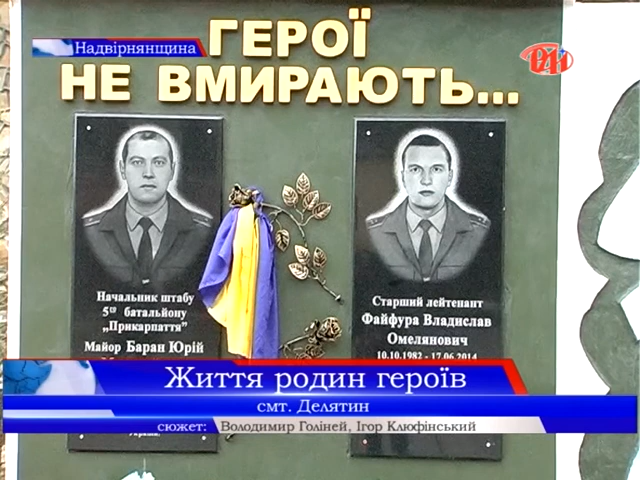 Надвірнянщина
ГЕРОЇ
НЕ ВМИРАЮТЬ...
РАІ
Начальник штабу
5го батальйону
„Прикарпаття"
Майор Баран Юрій
Старший лейтенант
Файфура Владислав
Омелянович
10.10.1982 - 17.06.2014
Життя родин героїв
смт. Делятин
сюжет: Володимир Голіней, Ігор Клюфінський